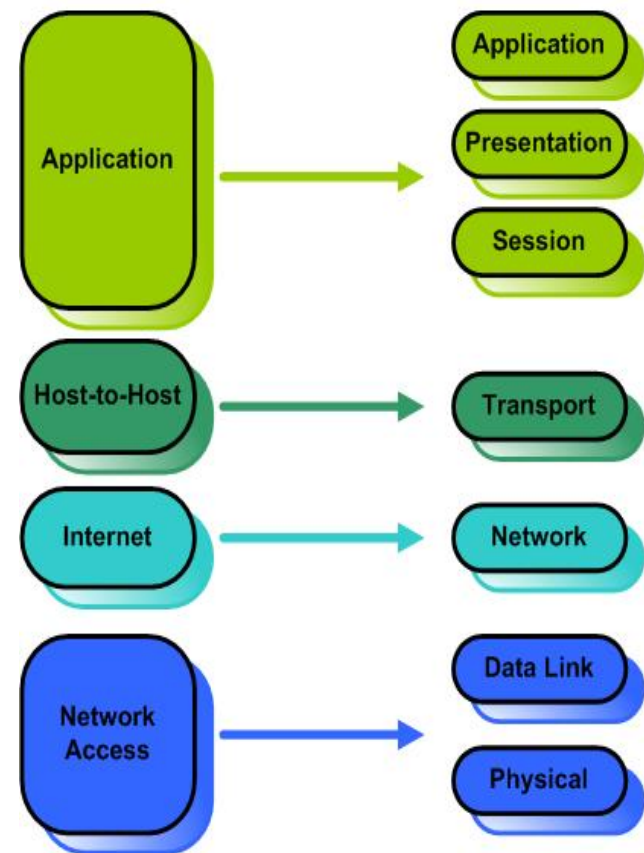 Application
Host-to-Host
Internet
Network
Access
Application
Presentation
Session
Transport
Network
Data Link
Physical